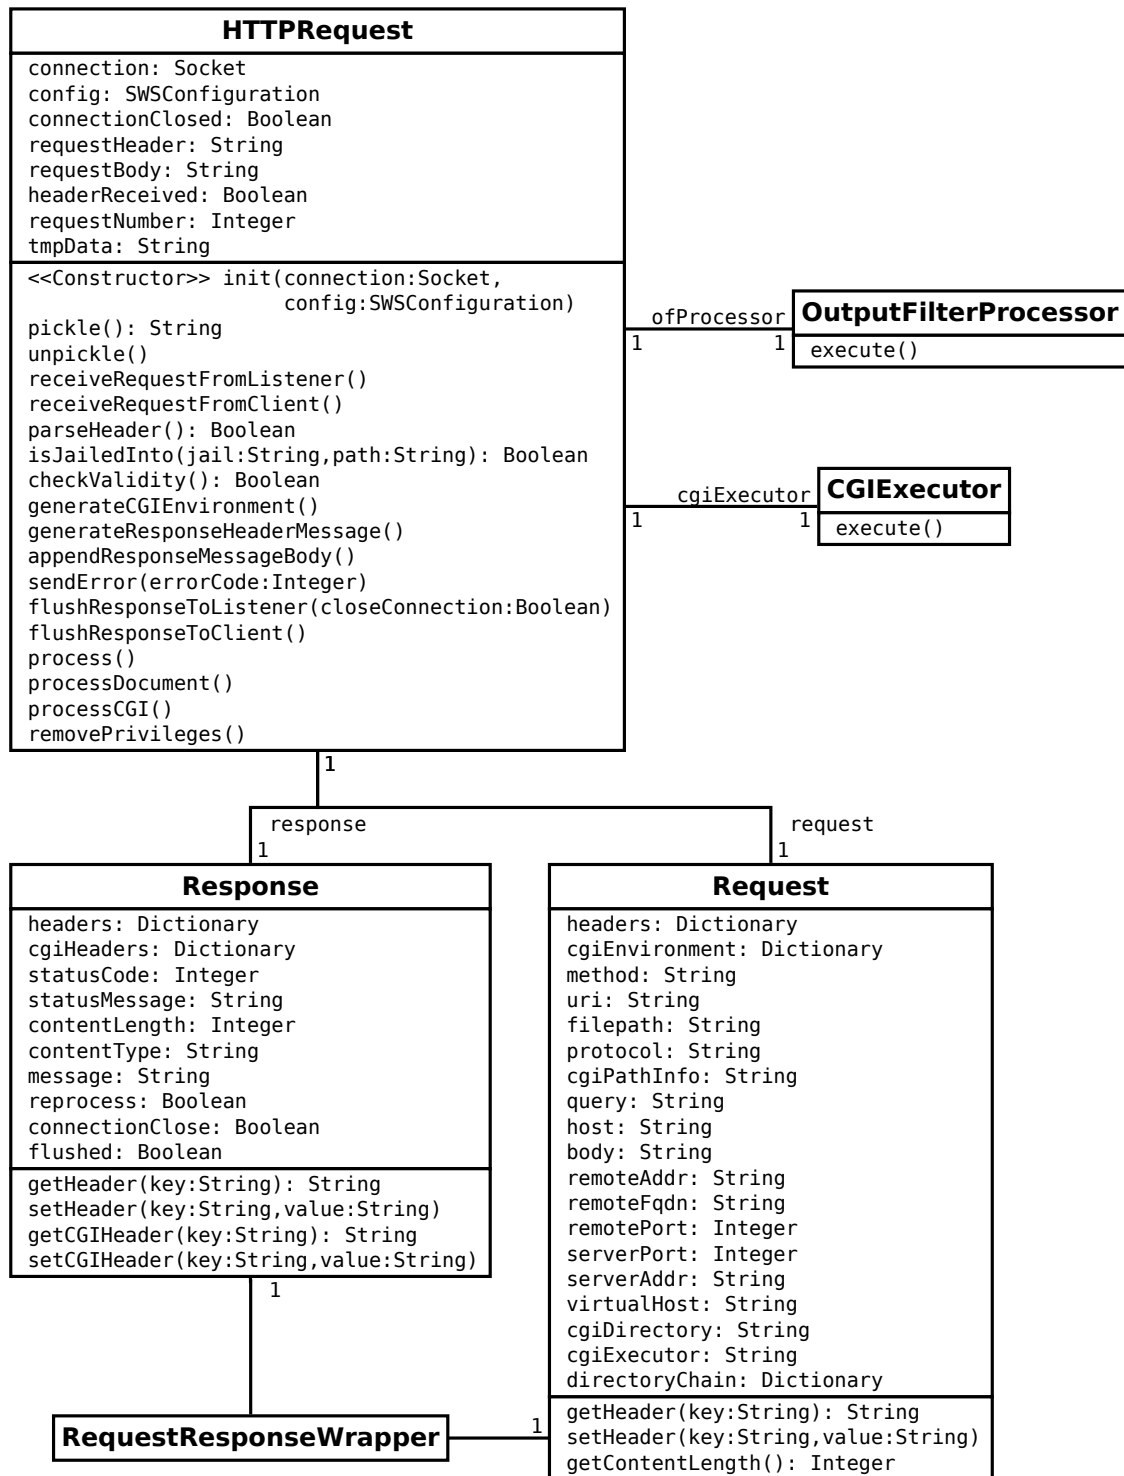 HTTPRequest
connection: Socket
config: SWSConfiguration
connectionClosed: Boolean
requestHeader: String
requestBody: String
headerReceived: Boolean
requestNumber: Integer
tmpData: String
<<Constructor>> init(connection:Socket,
config:SWSConfiguration)
pickle(): String
unpickle()
receiveRequestFromListener()
receiveRequestFromClient()
parseHeader(): Boolean
isJailedInto(jail:String,path:String): Boolean
checkValidity(): Boolean
generateCGIEnvironment()
generateResponseHeaderMessage()
appendResponseMessageBody()
sendError(errorCode:Integer)
flushResponseToListener(closeConnection:Boolean)
flushResponseToClient()
process()
processDocument()
processCGI()
removePrivileges()
ofProcessor
1
1
OutputFilterProcessor
execute()
cgiExecutor
1
1
CGIExecutor
execute()
1
response
1
request
1
Response
headers: Dictionary
cgiHeaders: Dictionary
statusCode: Integer
statusMessage: String
contentLength: Integer
contentType: String
message: String
reprocess: Boolean
connectionClose: Boolean
flushed: Boolean
getHeader(key:String): String
setHeader(key:String,value:String)
getCGIHeader(key:String): String
setCGIHeader(key:String,value:String)
1
Request
headers: Dictionary
cgiEnvironment: Dictionary
method: String
uri: String
filepath: String
protocol: String
cgiPathInfo: String
query: String
host: String
body: String
remoteAddr: String
remoteFqdn: String
remotePort: Integer
serverPort: Integer
serverAddr: String
virtualHost: String
cgiDirectory: String
cgiExecutor: String
directoryChain: Dictionary
getHeader(key:String): String
setHeader(key:String,value:String)
getContentLength(): Integer
RequestResponseWrapper
1